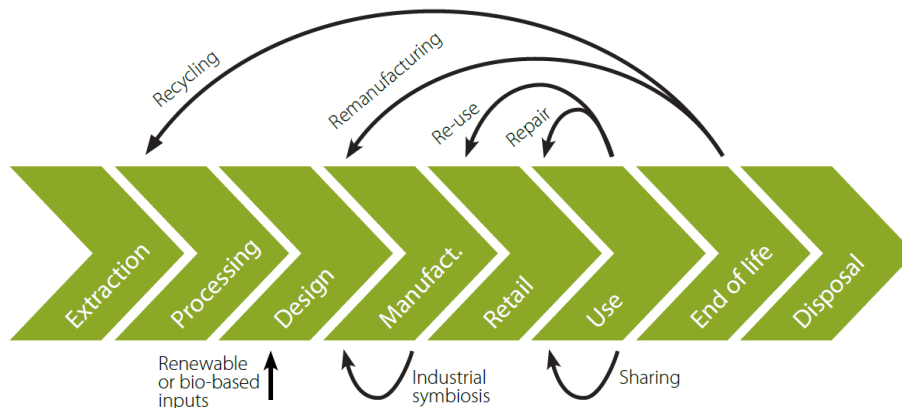 Recycling
Remanufacturing
Re-use
Repair
Extraction
Processing
Design
Manufact.
Retail
Use
End of life
Disposal
Renewable
or bio-based
inputs
Industrial
symbiosis
Sharing